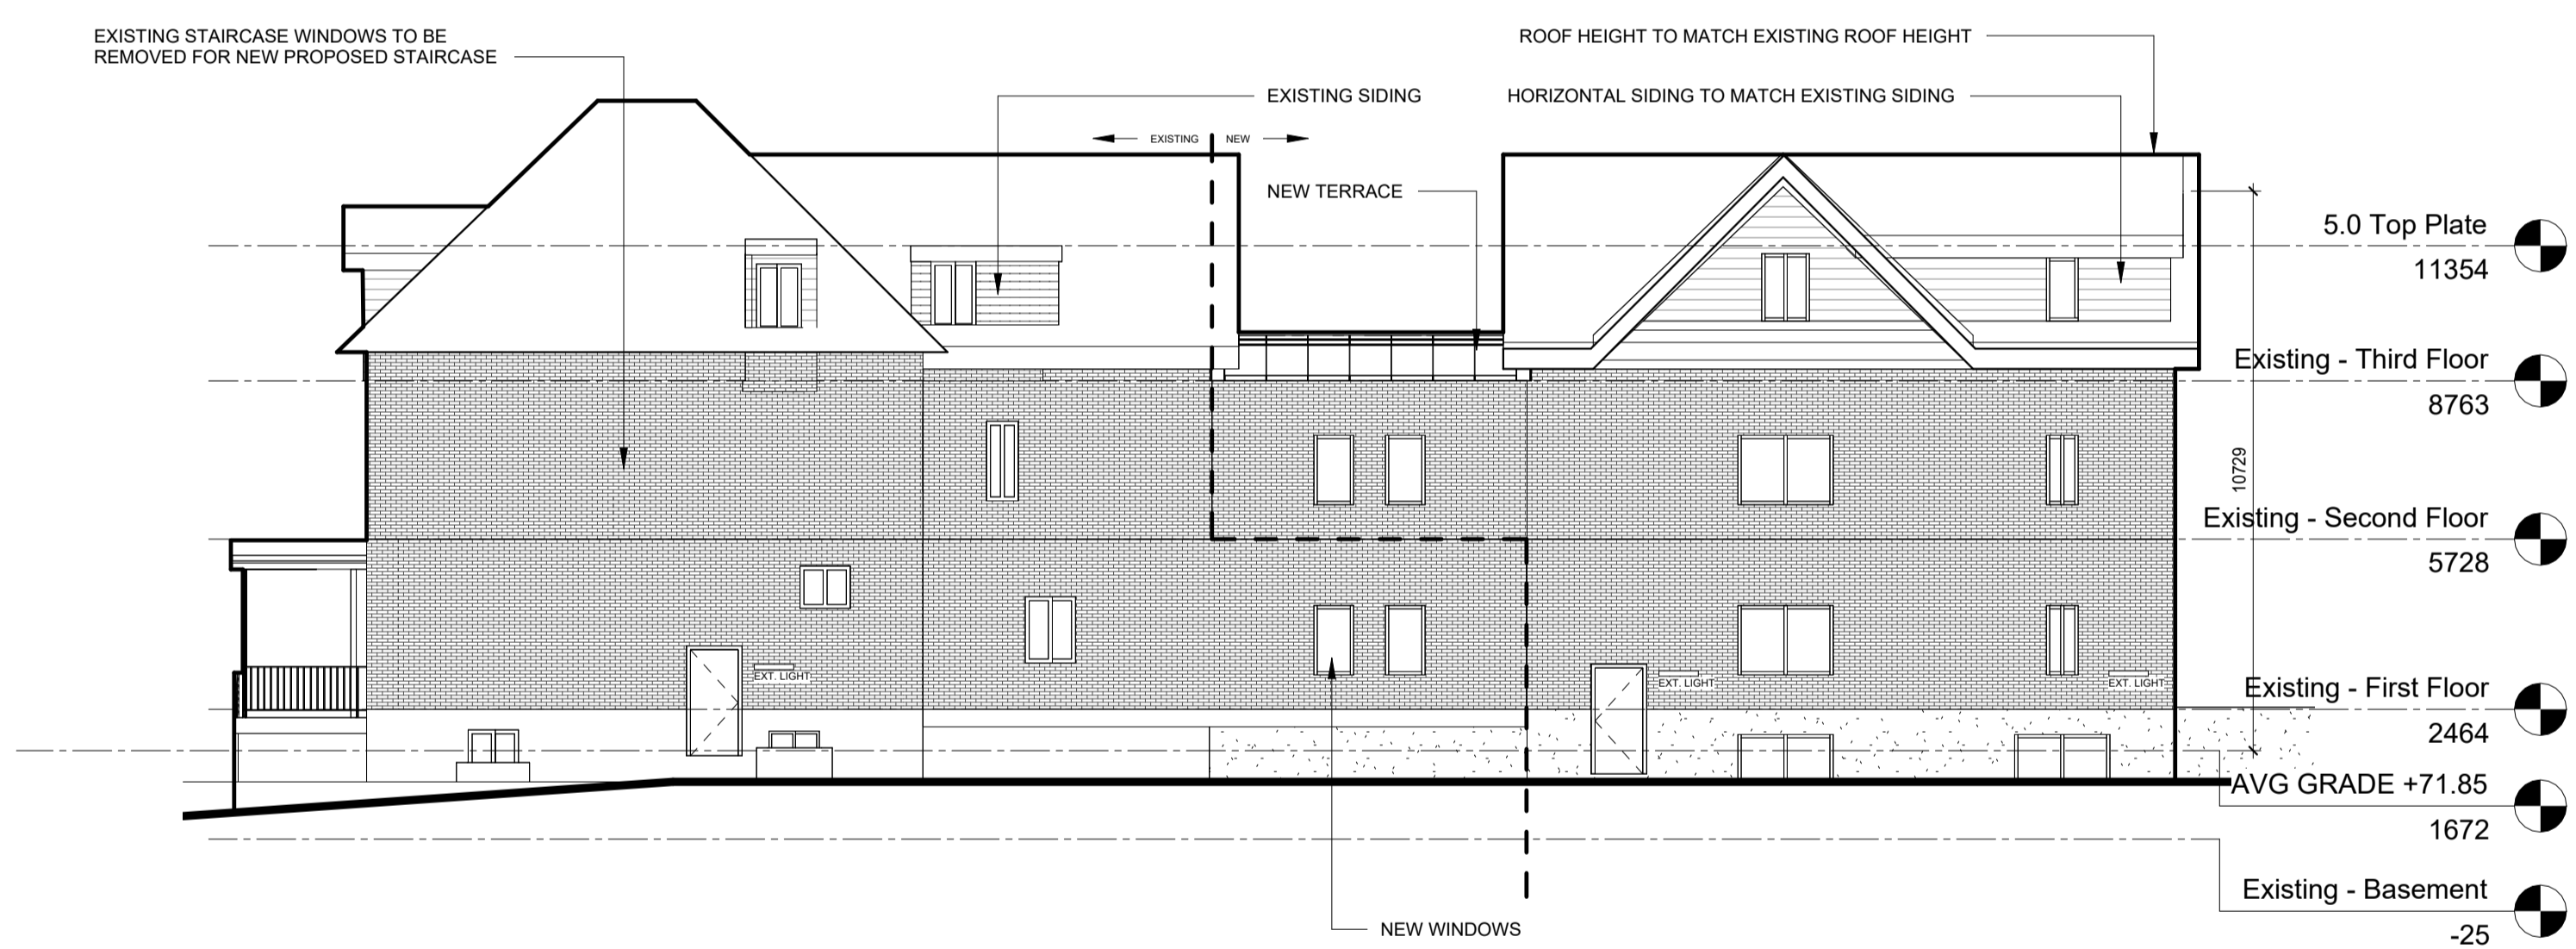 EXISTING STAIRCASE WINDOWS TO BE
REMOVED FOR NEW PROPOSED STAIRCASE
ROOF HEIGHT TO MATCH EXISTING ROOF HEIGHT
EXISTING SIDING
HORIZONTAL SIDING TO MATCH EXISTING SIDING
EXISTING
NEW
NEW TERRACE
5.0 Top Plate
11354
Existing - Third Floor
8763
10729
Existing - Second Floor
5728
EXT. LIGHT
EXT. LIGHT
EXT. LIGHT
Existing - First Floor
2464
AVG GRADE +71.85
1672
Existing - Basement
-25
NEW WINDOWS